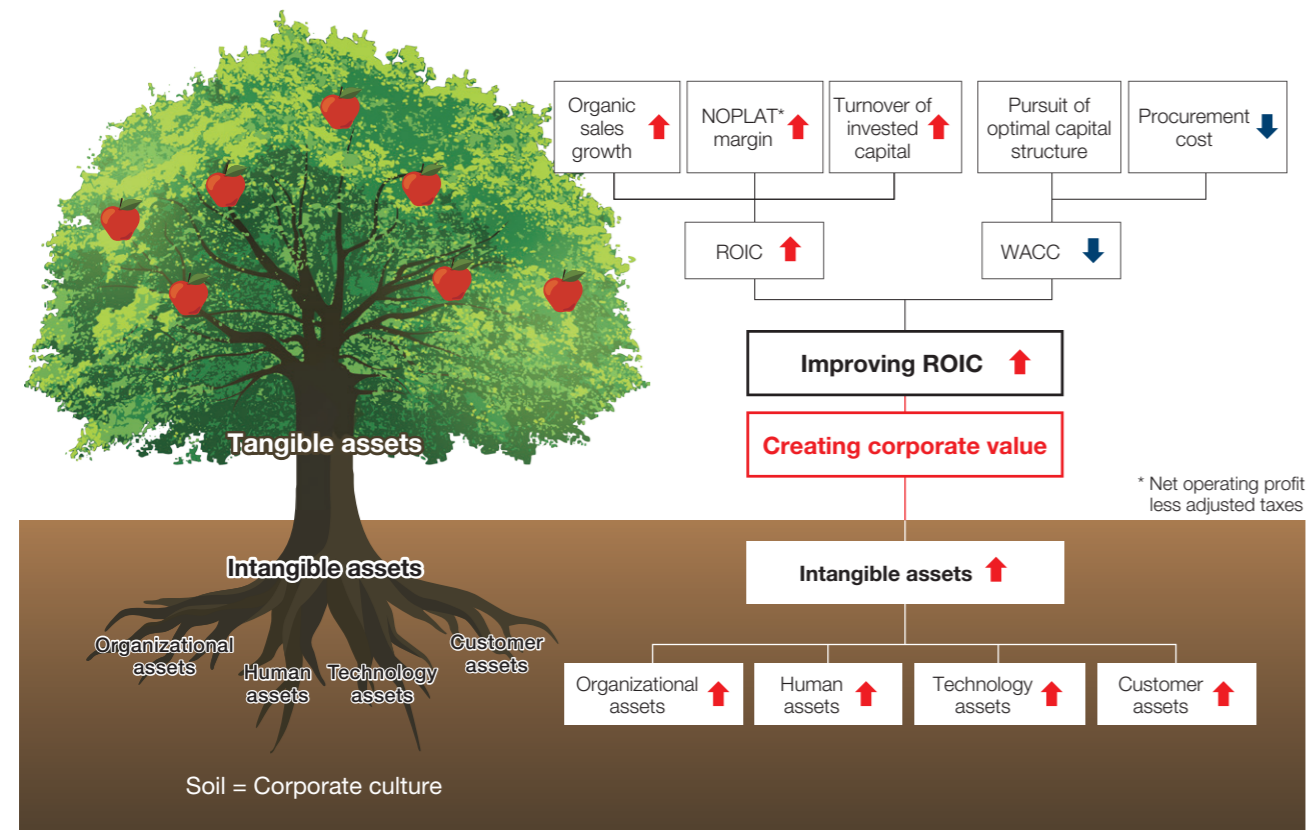 Organic
sales
growth
NOPLAT*
margin
Turnover of
invested
capital
Pursuit of
optimal capital
structure
Procurement
cost
ROIC
WACC
Improving ROIC
Creating corporate value
* Net operating profit
less adjusted taxes
Tangible assets
Intangible assets
Organizational
assets
Human
assets
Technology
assets
Customer
assets
Soil = Corporate culture
Intangible assets
Organizational
assets
Human
assets
Technology
assets
Customer
assets